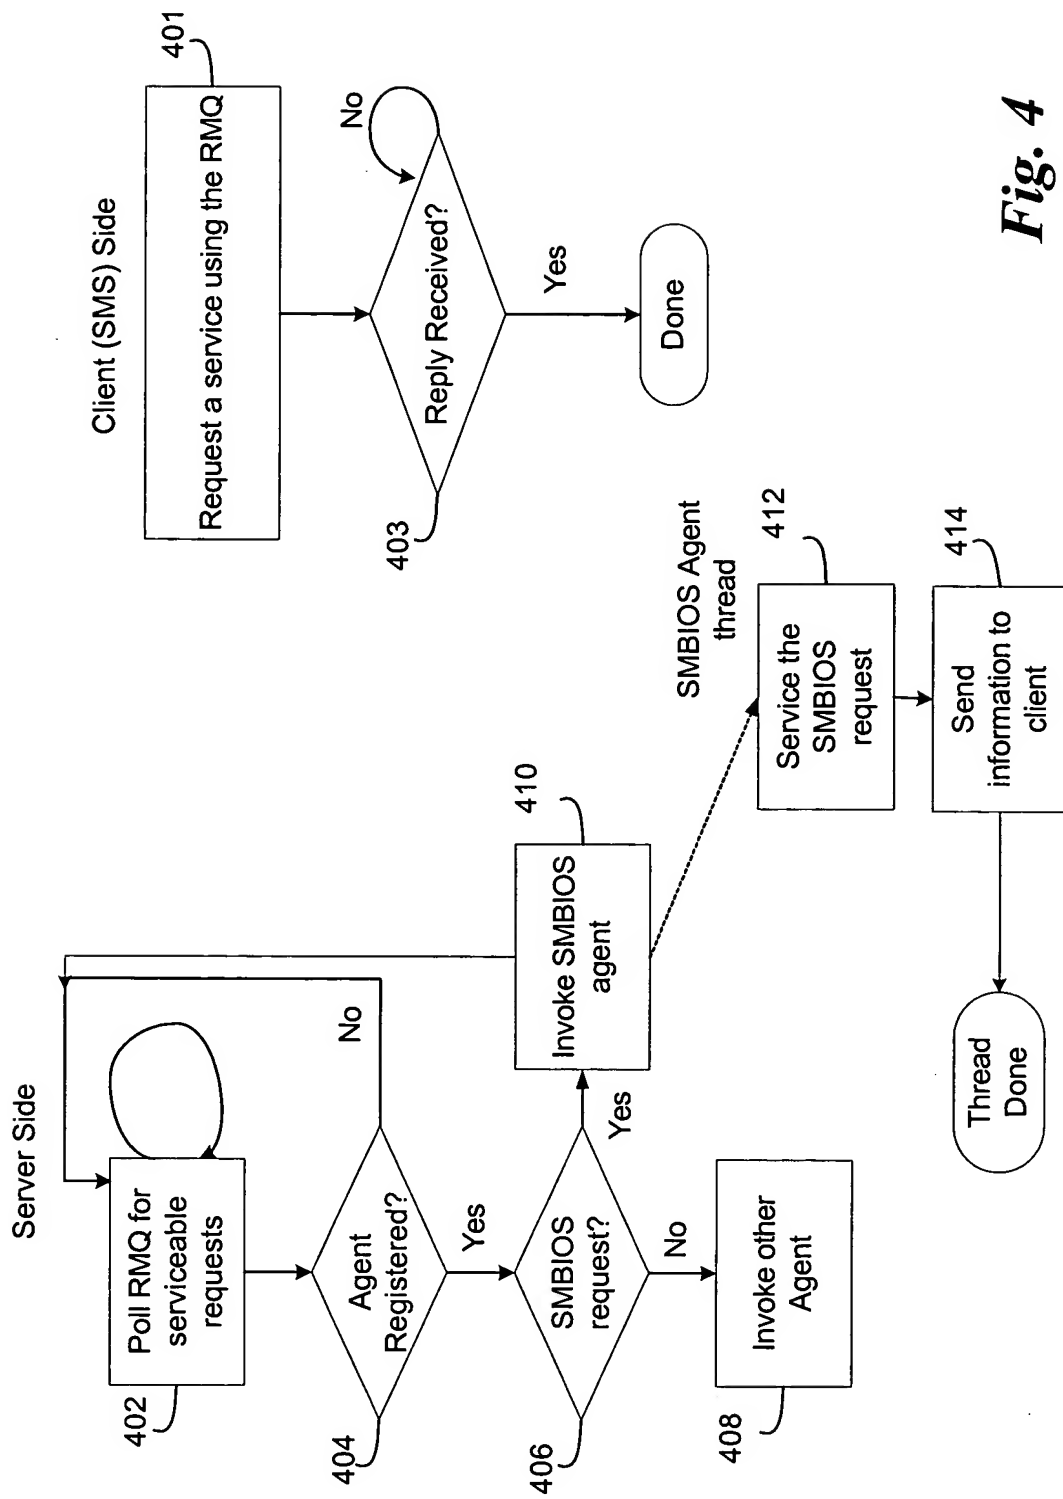 Server Side
402
Poll RMQ for
serviceable
requests
404
Agent
Registered?
No
Yes
406
SMBIOS
request?
Yes
No
408
Invoke other
Agent
410
Invoke SMBIOS
agent
SMBIOS Agent
thread
412
Service the
SMBIOS
request
414
Send
information to
client
Thread
Done
Client (SMS) Side
401
Request a service using the RMQ
403
Reply Received?
No
Yes
Done
Fig. 4